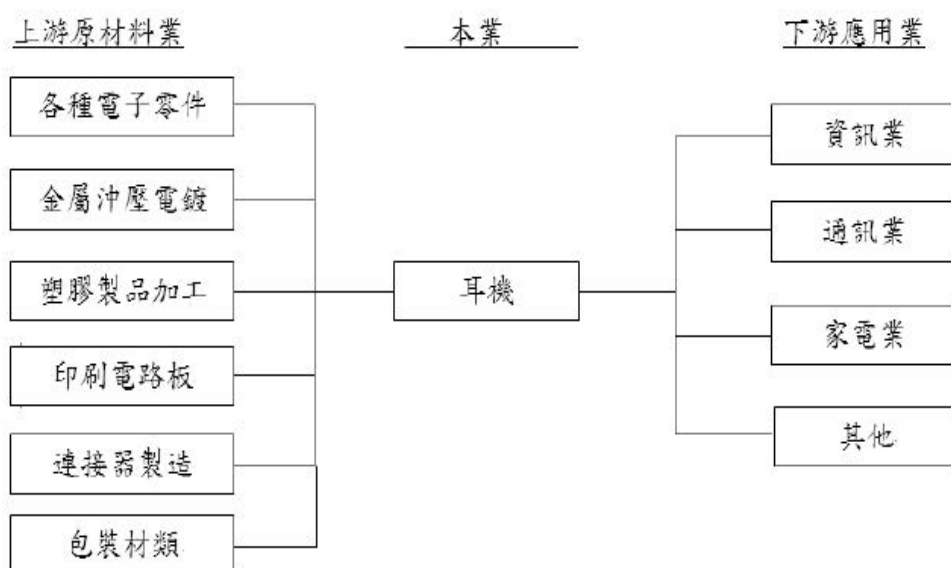 上游原材料業
本業
下游應用業
各種電子零件
金屬沖壓電鍍
塑膠製品加工
印刷電路板
連接器製造
包裝材類
耳機
資訊業
通訊業
家電業
其他